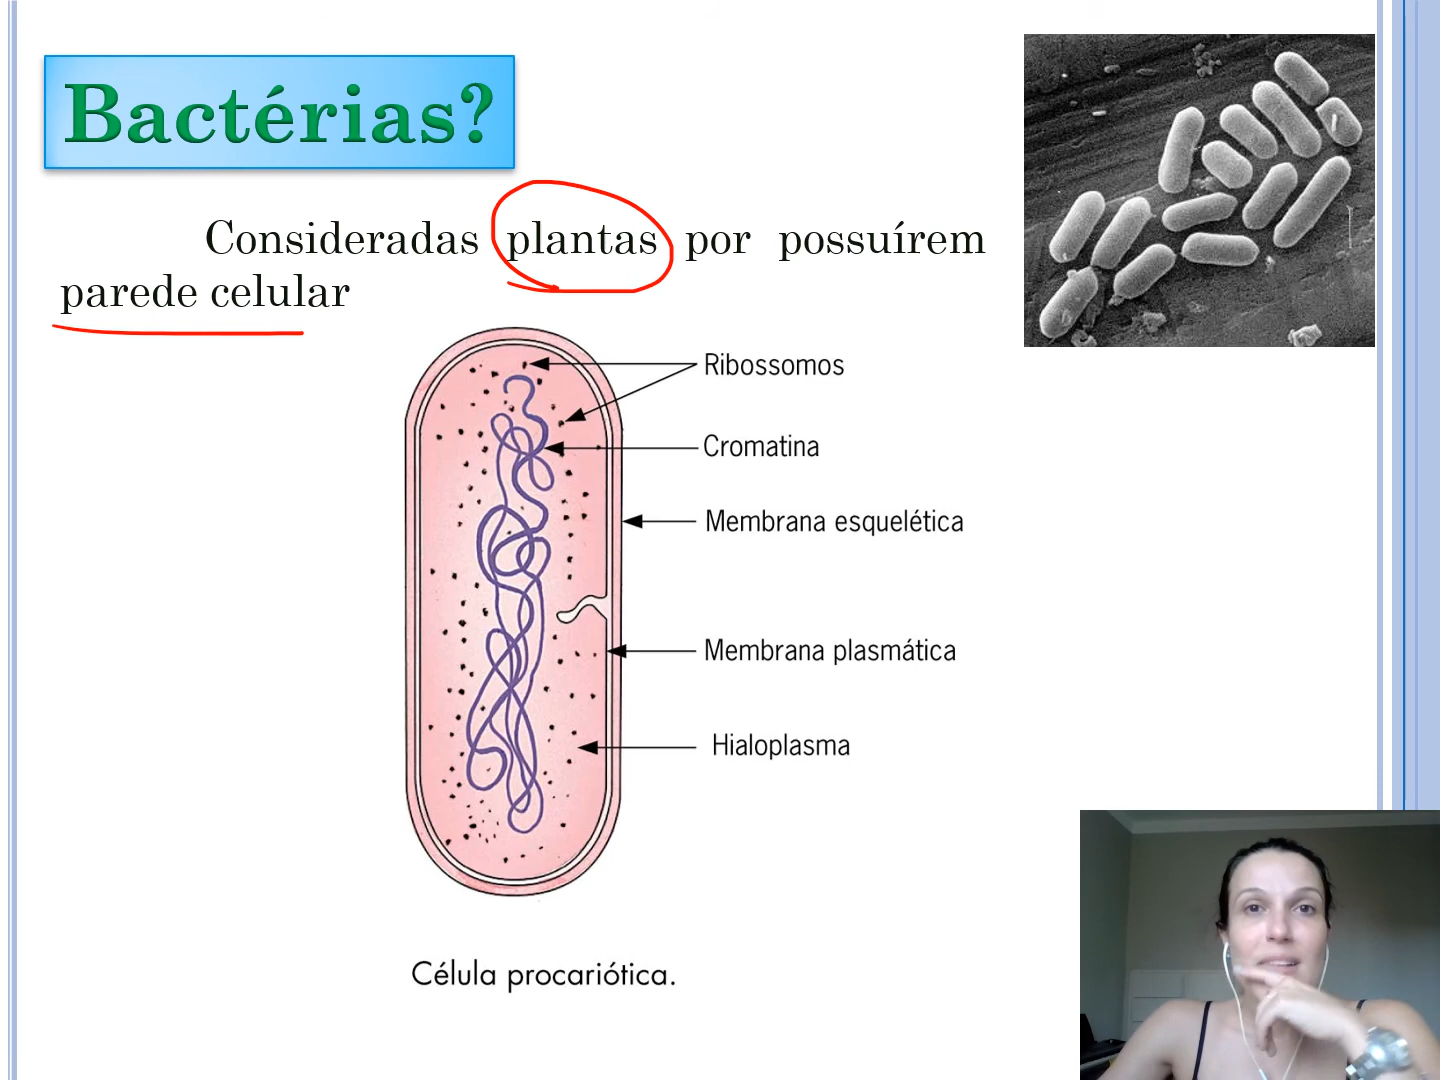 Bactérias?
Consideradas plantas por possuírem
parede celular
Ribossomos
Cromatina
Membrana esquelética
Membrana plasmática
Hialoplasma
Célula procariótica.